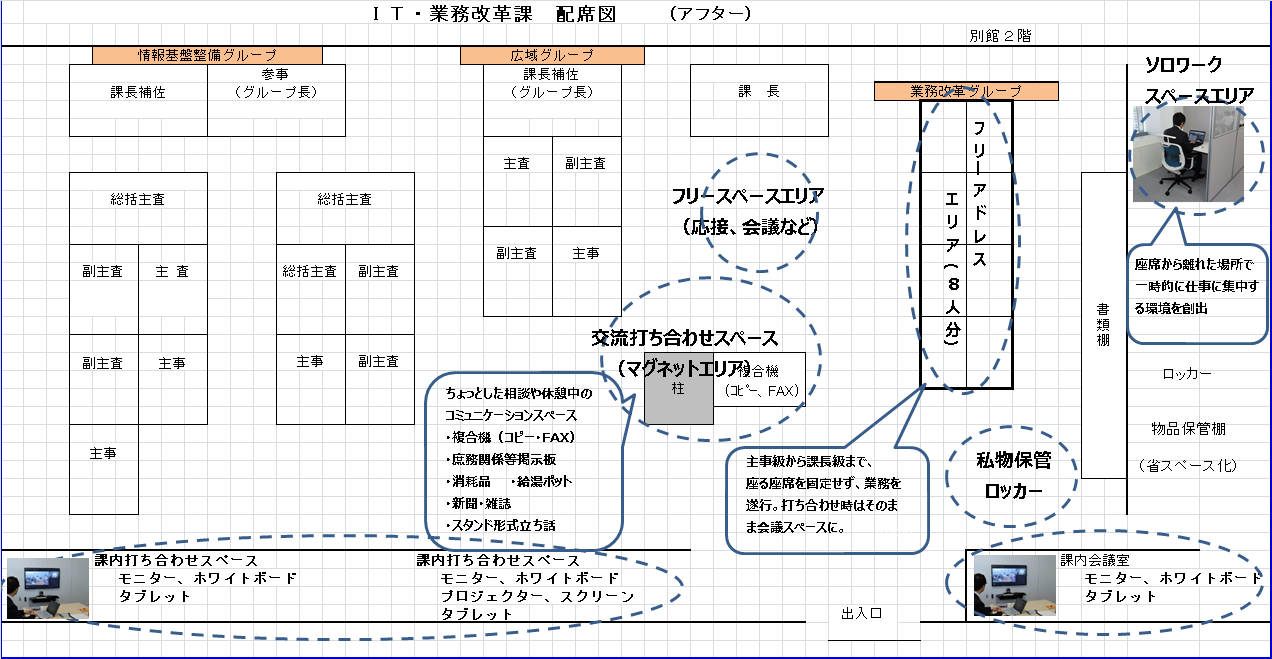 ＩＴ・業務改革課　配席図　　（アフター）
別館２階
情報基盤整備グループ
課長補佐
参事
（グループ長）
総括主査
副主査
主 査
副主査
主事
主事
総括主査
総括主査
副主査
主事
副主査
広域グループ
課長補佐
（グループ長）
主査
副主査
副主査
主事
課 長
フリースペースエリア
（応接、会議など）
業務改革グループ
フリーアドレス
エリア（８人分）
ソロワーク
スペースエリア
座席から離れた場所で
一時的に仕事に集中す
る環境を創出
書類棚
ロッカー
物品保管棚
（省スペース化）
交流打ち合わせスペース
（マグネットエリア）
柱
複合機
（コピー、FAX）
ちょっとした相談や休憩中の
コミュニケーションスペース
・複合機（コピー・FAX）
・庶務関係等掲示板
・消耗品　・給湯ポット
・新聞・雑誌
・スタンド形式立ち話
主事級から課長級まで、
座る座席を固定せず、業務を
遂行。打ち合わせ時はそのま
ま会議スペースに。
私物保管
ロッカー
課内打ち合わせスペース
モニター、ホワイトボード
タブレット
課内打ち合わせスペース
モニター、ホワイトボード
プロジェクター、スクリーン
タブレット
出入口
課内会議室
モニター、ホワイトボード
タブレット